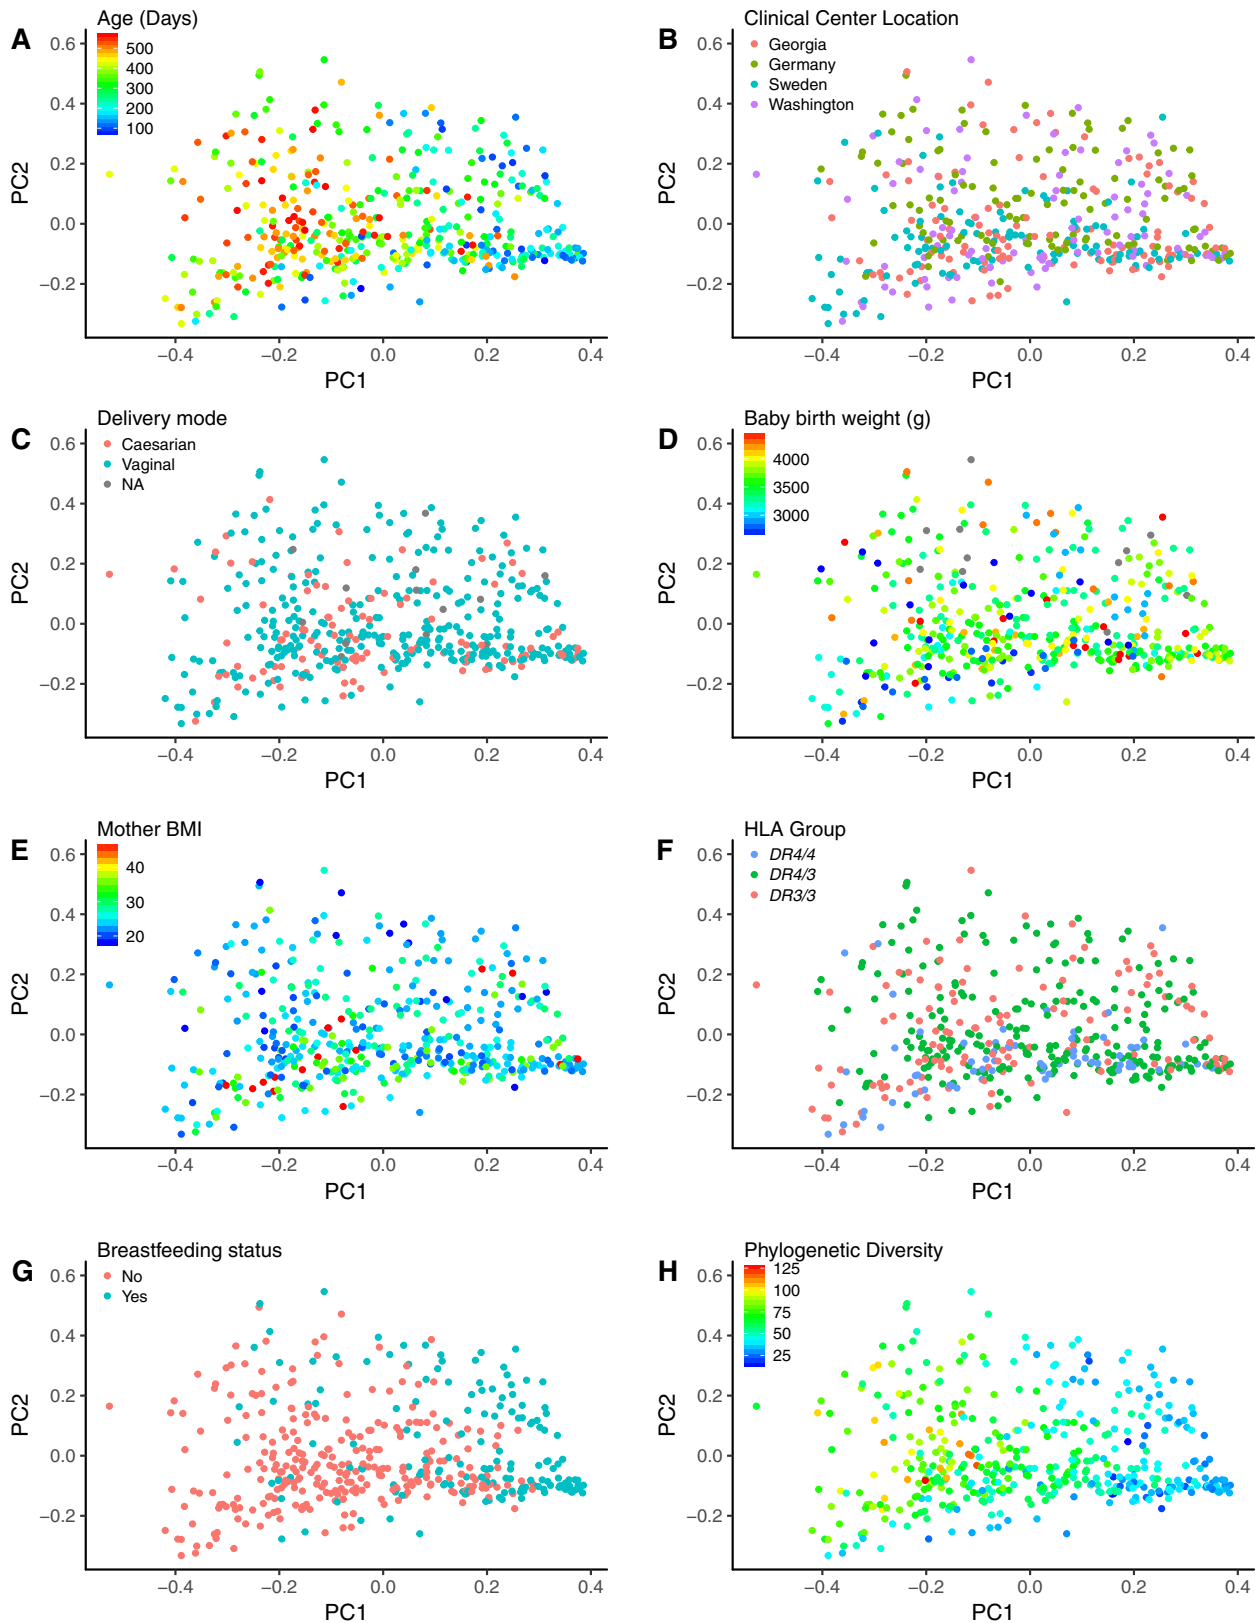 A
Age (Days)
500
400
300
200
100
0.6
0.4
0.2
0.0
−0.2
PC2
−0.4
−0.2
0.0
0.2
0.4
PC1
B
Clinical Center Location
Georgia
Germany
Sweden
Washington
0.6
0.4
0.2
0.0
−0.2
PC2
−0.4
−0.2
0.0
0.2
0.4
PC1
C
Delivery mode
Caesarian
Vaginal
NA
0.6
0.4
0.2
0.0
−0.2
PC2
−0.4
−0.2
0.0
0.2
0.4
PC1
D
Baby birth weight (g)
4000
3500
3000
0.6
0.4
0.2
0.0
−0.2
PC2
−0.4
−0.2
0.0
0.2
0.4
PC1
E
Mother BMI
40
30
20
0.6
0.4
0.2
0.0
−0.2
PC2
−0.4
−0.2
0.0
0.2
0.4
PC1
F
HLA Group
DR4/4
DR4/3
DR3/3
0.6
0.4
0.2
0.0
−0.2
PC2
−0.4
−0.2
0.0
0.2
0.4
PC1
G
Breastfeeding status
No
Yes
0.6
0.4
0.2
0.0
−0.2
PC2
−0.4
−0.2
0.0
0.2
0.4
PC1
H
Phylogenetic Diversity
125
100
75
50
25
0.6
0.4
0.2
0.0
−0.2
PC2
−0.4
−0.2
0.0
0.2
0.4
PC1